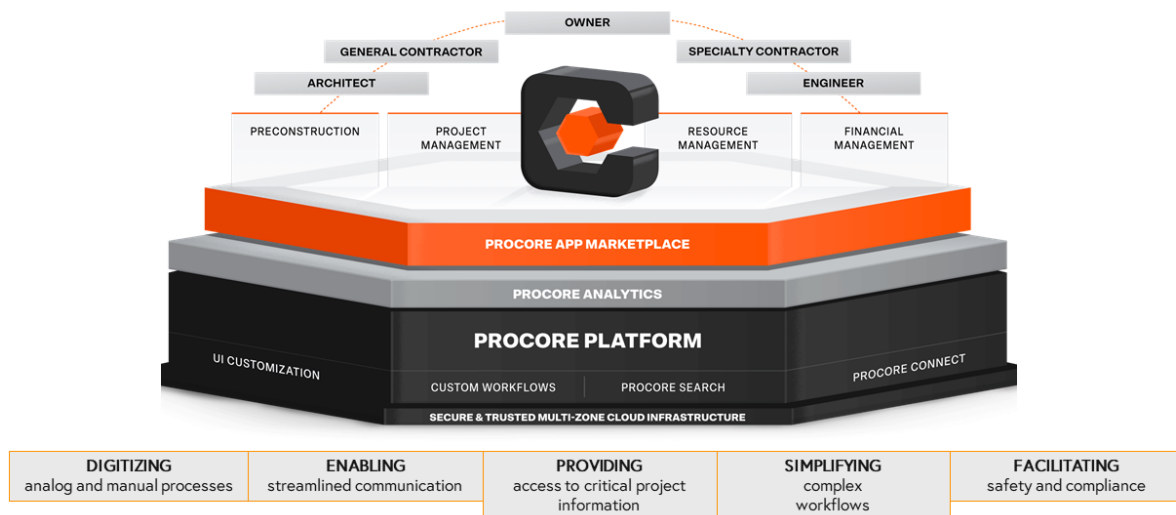 OWNER
GENERAL CONTRACTOR
SPECIALTY CONTRACTOR
ARCHITECT
ENGINEER
PRECONSTRUCTION
PROJECT
MANAGEMENT
RESOURCE
MANAGEMENT
FINANCIAL
MANAGEMENT
PROCORE APP MARKETPLACE
PROCORE ANALYTICS
PROCORE PLATFORM
UI CUSTOMIZATION
CUSTOM WORKFLOWS
PROCORE SEARCH
PROCORE CONNECT
SECURE & TRUSTED MULTI-ZONE CLOUD INFRASTRUCTURE
DIGITIZING
analog and manual processes
ENABLING
streamlined communication
PROVIDING
access to critical project
information
SIMPLIFYING
complex
workflows
FACILITATING
safety and compliance